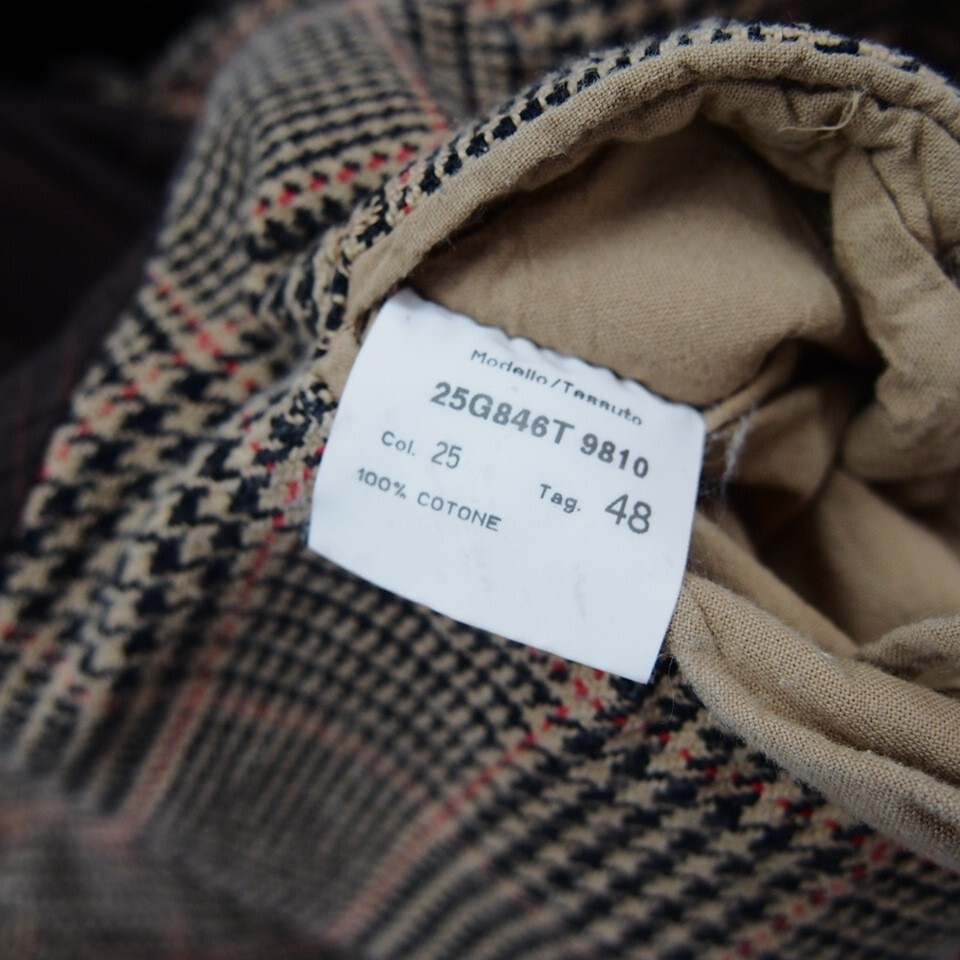 Modello/Tessuto
25G846T 9810
Col. 25 Tag. 48
100% COTONE